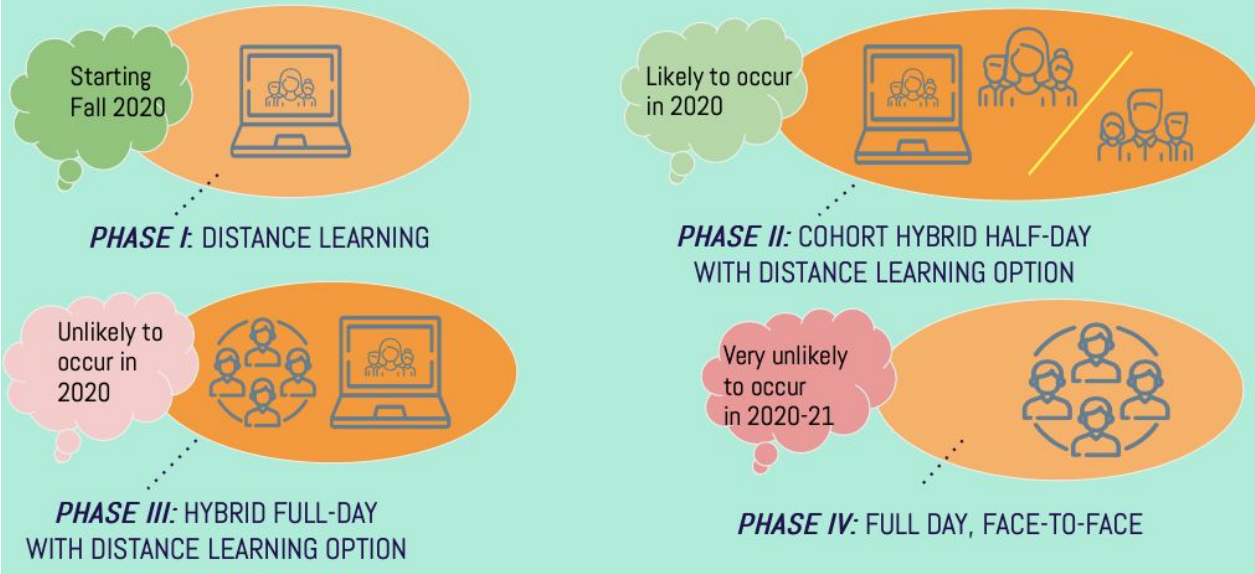 Starting
Fall 2020
PHASE I: DISTANCE LEARNING
Likely to occur
in 2020
PHASE II: COHORT HYBRID HALF-DAY
WITH DISTANCE LEARNING OPTION
Unlikely to
occur in
2020
PHASE III: HYBRID FULL-DAY
WITH DISTANCE LEARNING OPTION
Very unlikely
to occur
in 2020-21
PHASE IV: FULL DAY, FACE-TO-FACE